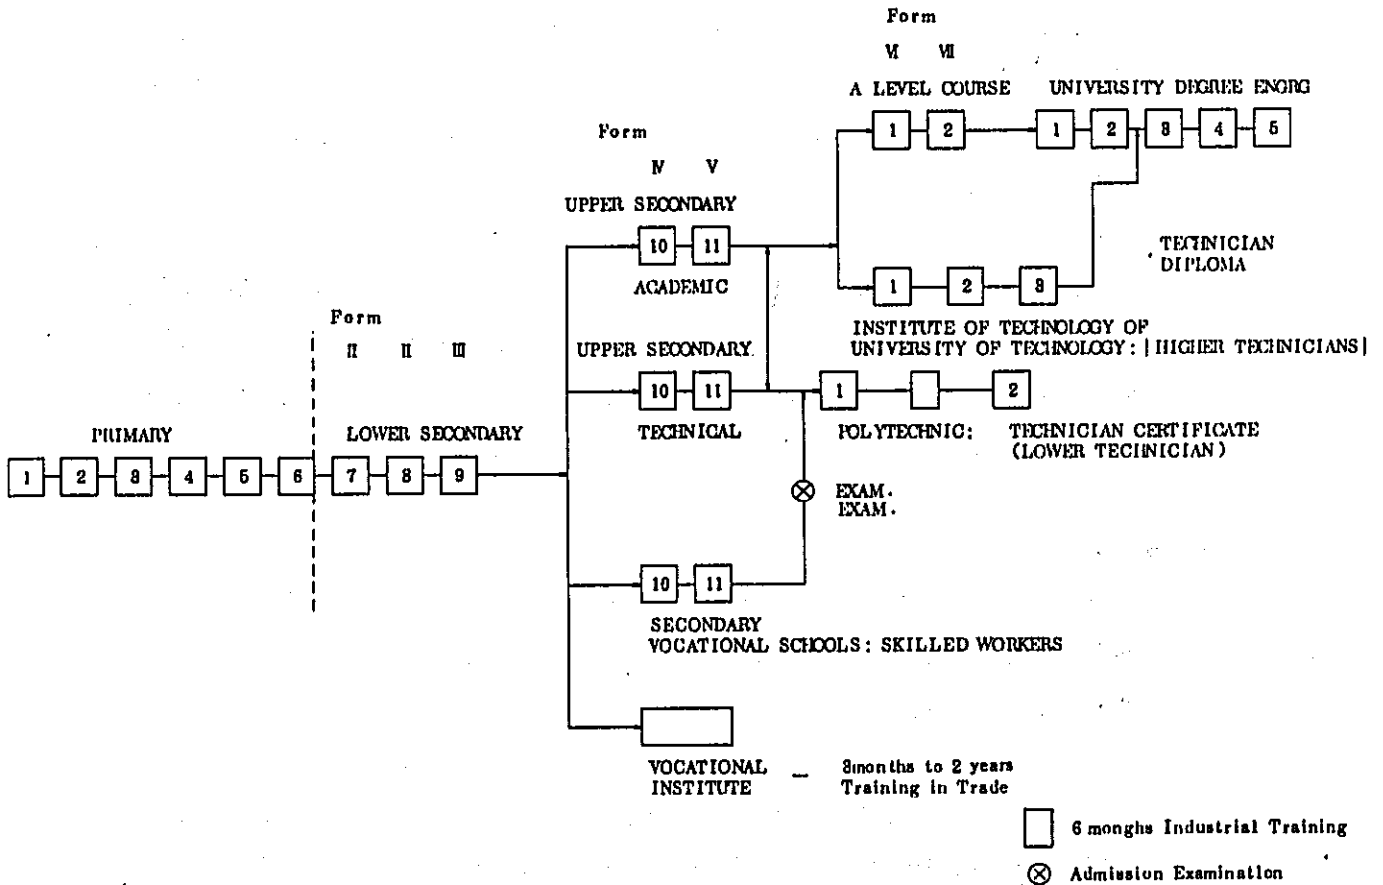 Form
Ⅵ Ⅶ
A LEVEL COURSE UNIVERSITY DEGREE ENGRG
1 2 1 2 3 4 5
Form
Ⅳ Ⅴ
UPPER SECONDARY
10 11
ACADEMIC
TECHNICIAN
DIPLOMA
1 2 3
INSTITUTE OF TECHNOLOGY OF
UNIVERSITY OF TECHNOLOGY: | HIGHER TECHNICIANS |
Form
Ⅱ Ⅱ Ⅲ
UPPER SECONDARY.
10 11
TECHNICAL
1 2
POLYTECHNIC: TECHNICIAN CERTIFICATE
(LOWER TECHNICIAN)
PRIMARY
LOWER SECONDARY
1 2 3 4 5 6 7 8 9
EXAM.
EXAM.
10 11
SECONDARY
VOCATIONAL SCHOOLS: SKILLED WORKERS
VOCATIONAL — 3months to 2 years
INSTITUTE Training in Trade
6 monghs Industrial Training
Admission Examination